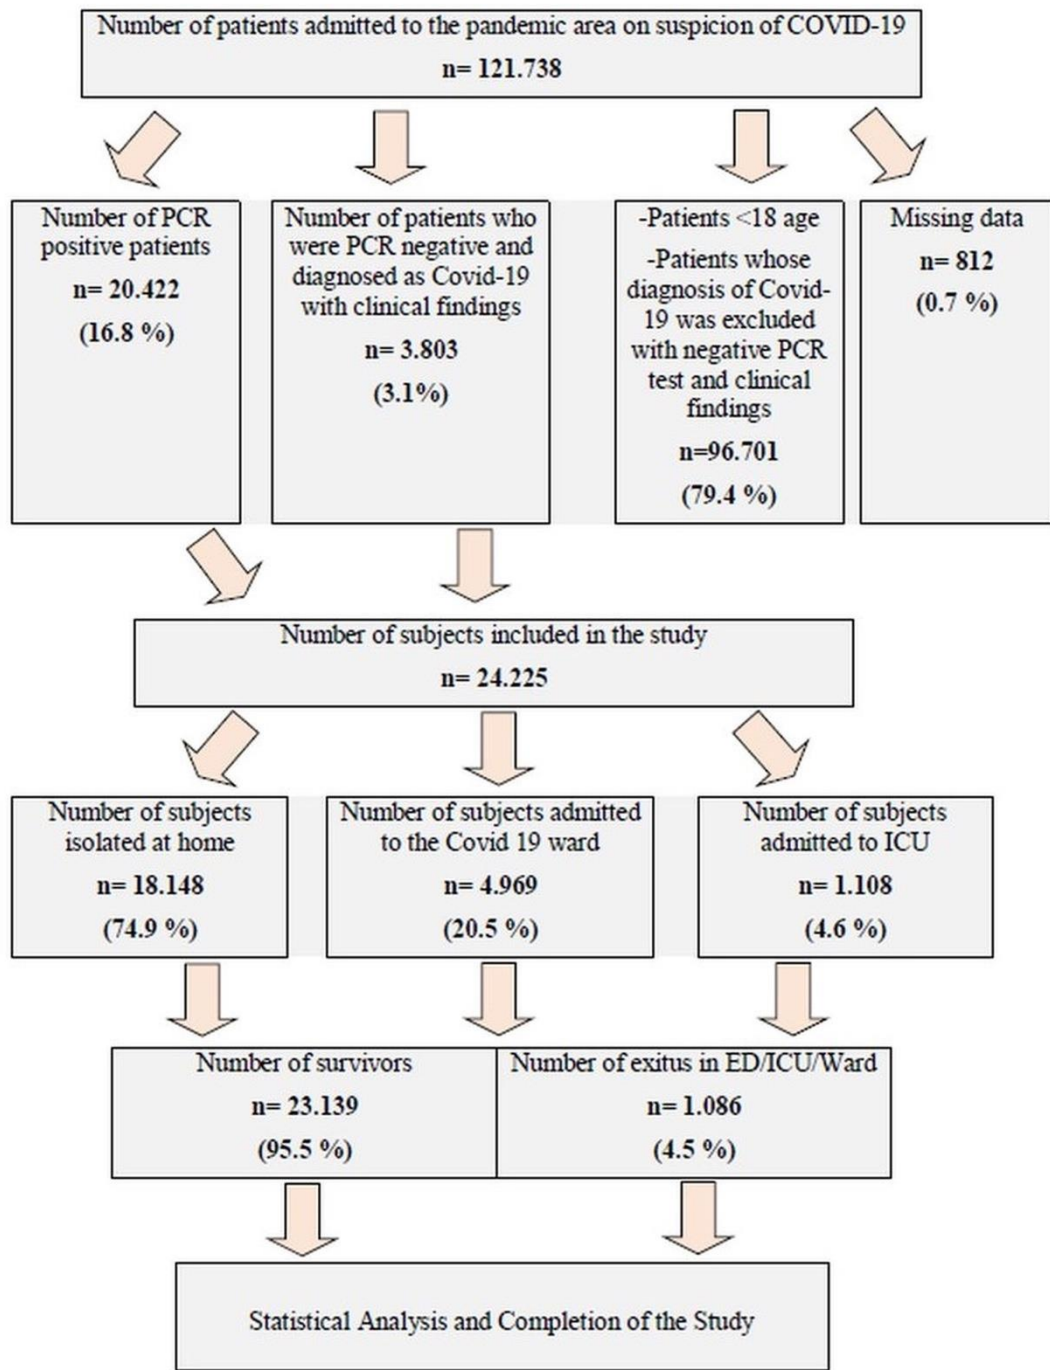 Number of patients admitted to the pandemic area on suspicion of COVID-19
n= 121.738
Number of PCR
positive patients
n= 20.422
(16.8 %)
Number of patients who
were PCR negative and
diagnosed as Covid-19
with clinical findings
n= 3.803
(3.1%)
-Patients <18 age
-Patients whose
diagnosis of Covid-
19 was excluded
with negative PCR
test and clinical
findings
n=96.701
(79.4 %)
Missing data
n= 812
(0.7 %)
Number of subjects included in the study
n= 24.225
Number of subjects
isolated at home
n= 18.148
(74.9 %)
Number of subjects admitted
to the Covid 19 ward
n= 4.969
(20.5 %)
Number of subjects
admitted to ICU
n= 1.108
(4.6 %)
Number of survivors
n= 23.139
(95.5 %)
Number of exitus in ED/ICU/Ward
n= 1.086
(4.5 %)
Statistical Analysis and Completion of the Study